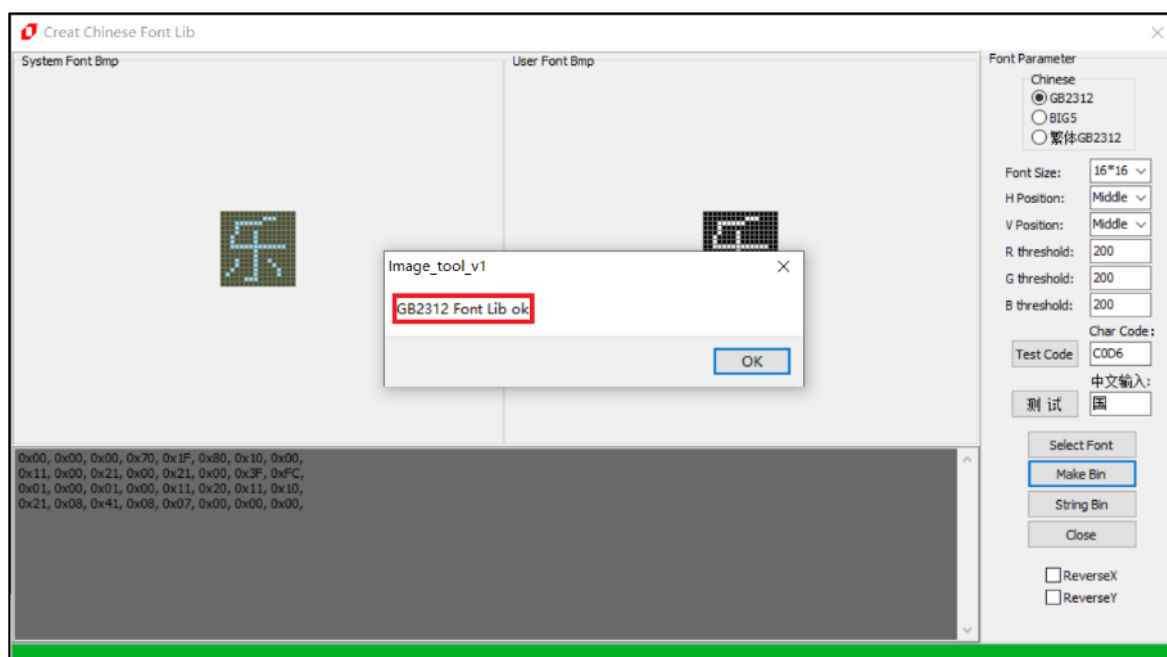 Creat Chinese Font Lib
System Font Bmp
User Font Bmp
乐
Image_tool_v1
GB2312 Font Lib ok
OK
0x00, 0x00, 0x00, 0x70, 0x1F, 0x80, 0x10, 0x00,
0x11, 0x00, 0x21, 0x00, 0x21, 0x00, 0x3F, 0xFC,
0x01, 0x00, 0x01, 0x00, 0x11, 0x20, 0x11, 0x10,
0x21, 0x08, 0x41, 0x08, 0x07, 0x00, 0x00, 0x00,
Font Parameter
Chinese
GB2312
BIG5
繁体GB2312
Font Size: 16*16
H Position: Middle
V Position: Middle
R threshold: 200
G threshold: 200
B threshold: 200
Char Code:
Test Code C0D6
中文输入:
测 试 国
Select Font
Make Bin
String Bin
Close
ReverseX
ReverseY